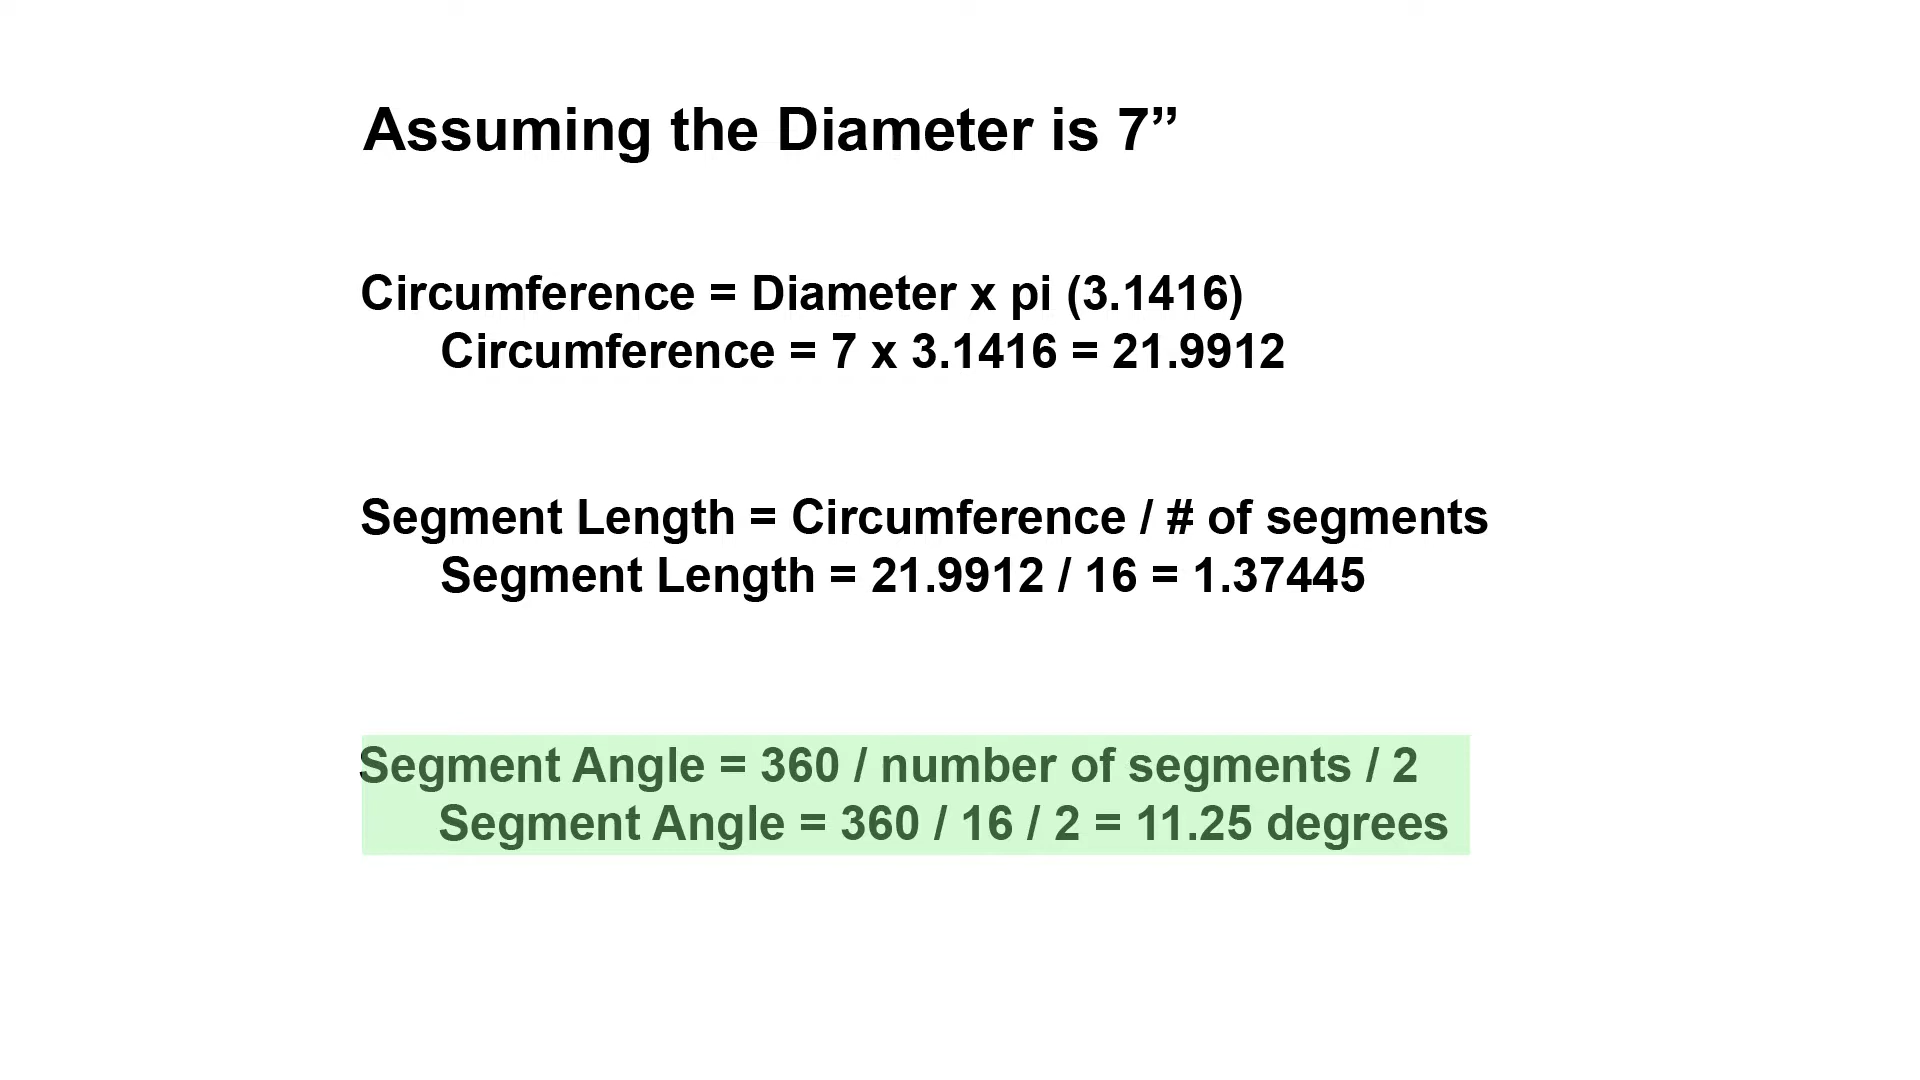 Assuming the Diameter is 7”
Circumference = Diameter x pi (3.1416)
Circumference = 7 x 3.1416 = 21.9912
Segment Length = Circumference / # of segments
Segment Length = 21.9912 / 16 = 1.37445
Segment Angle = 360 / number of segments / 2
Segment Angle = 360 / 16 / 2 = 11.25 degrees